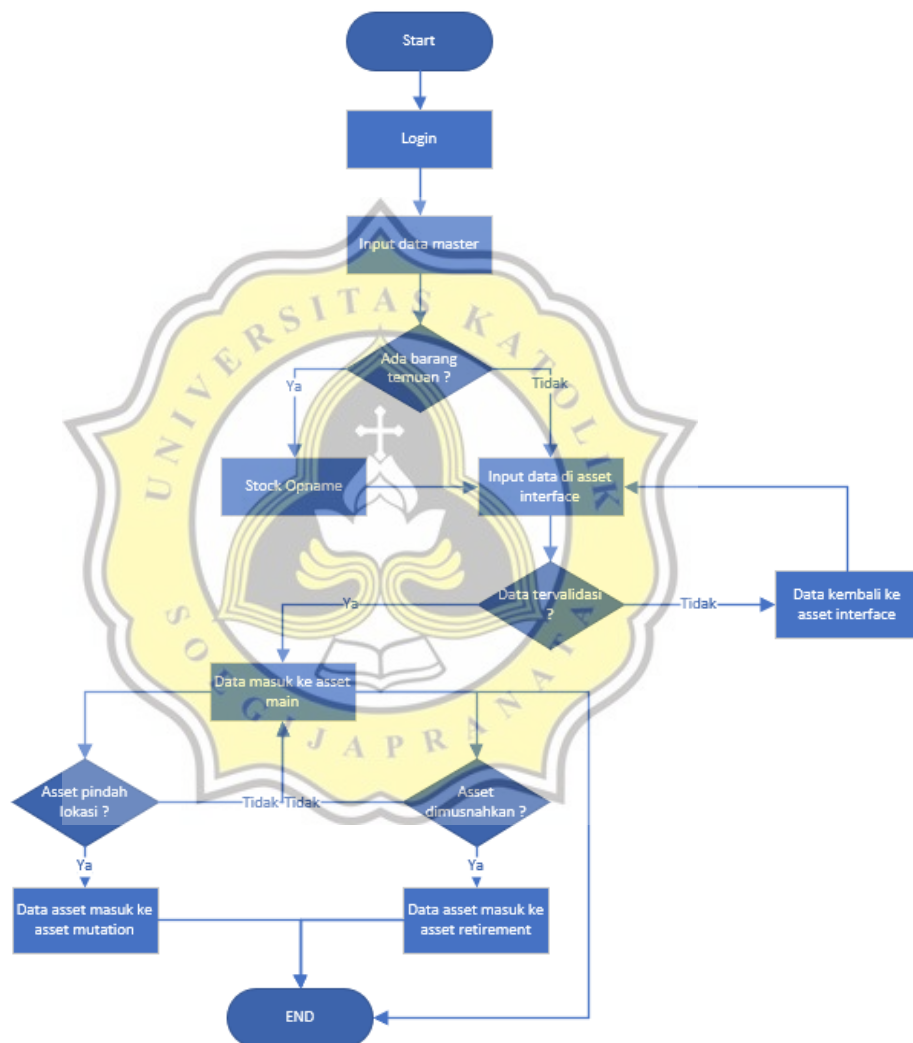 Start
Login
Input data master
UNIVERSITAS KATOLIK
Ada barang
temuan ?
Ya
Tidak
Stock Opname
Input data di asset
interface
Data tervalidasi
?
Ya
Tidak
Data kembali ke
asset interface
SOEGIJAPRANATA
Data masuk ke asset
main
Asset pindah
lokasi ?
Tidak
Tidak
Asset
dimusnahkan ?
Ya
Ya
Data asset masuk ke
asset mutation
Data asset masuk ke
asset retirement
END